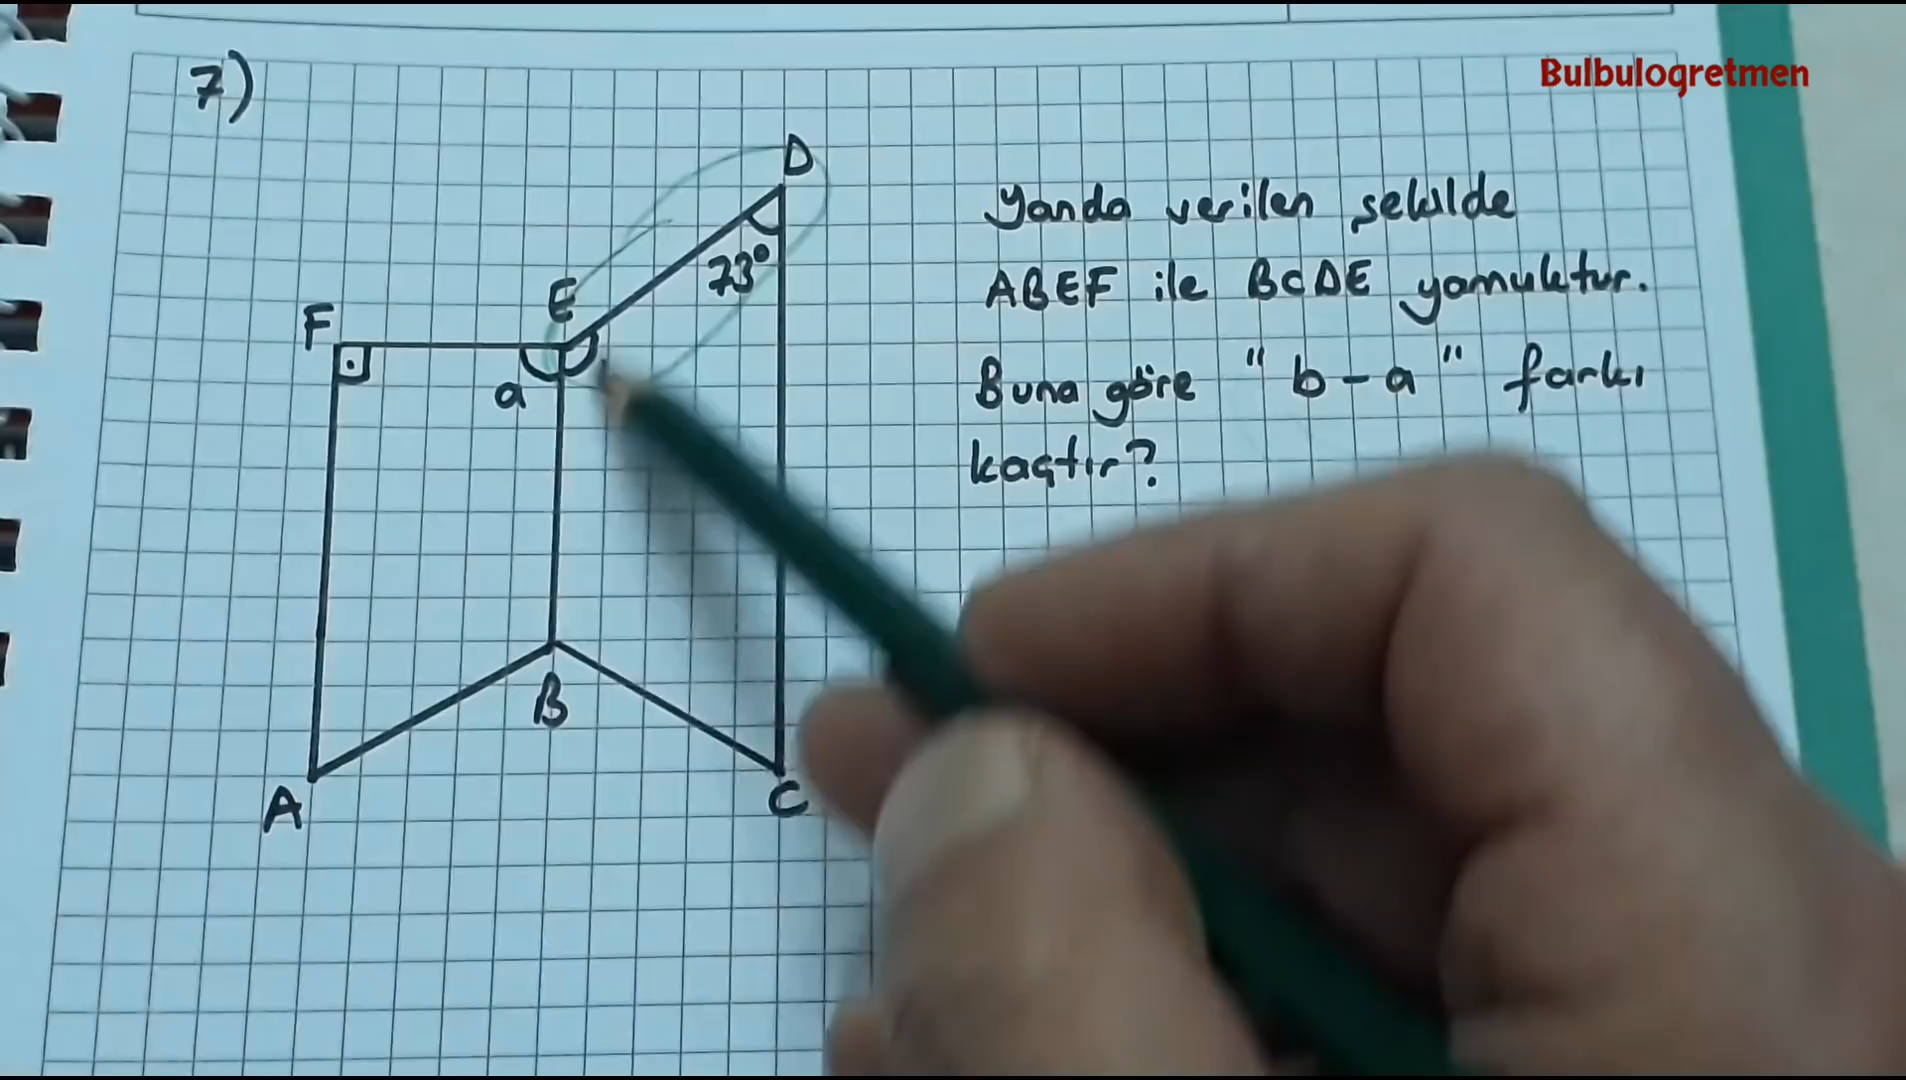 Bulbulogretmen
7)
D
73°
E
F
a
B
A
C
Yanda verilen şekilde
ABEF ile BCDE yamuktur.
Buna göre "b-a" farkı
kaçtır?